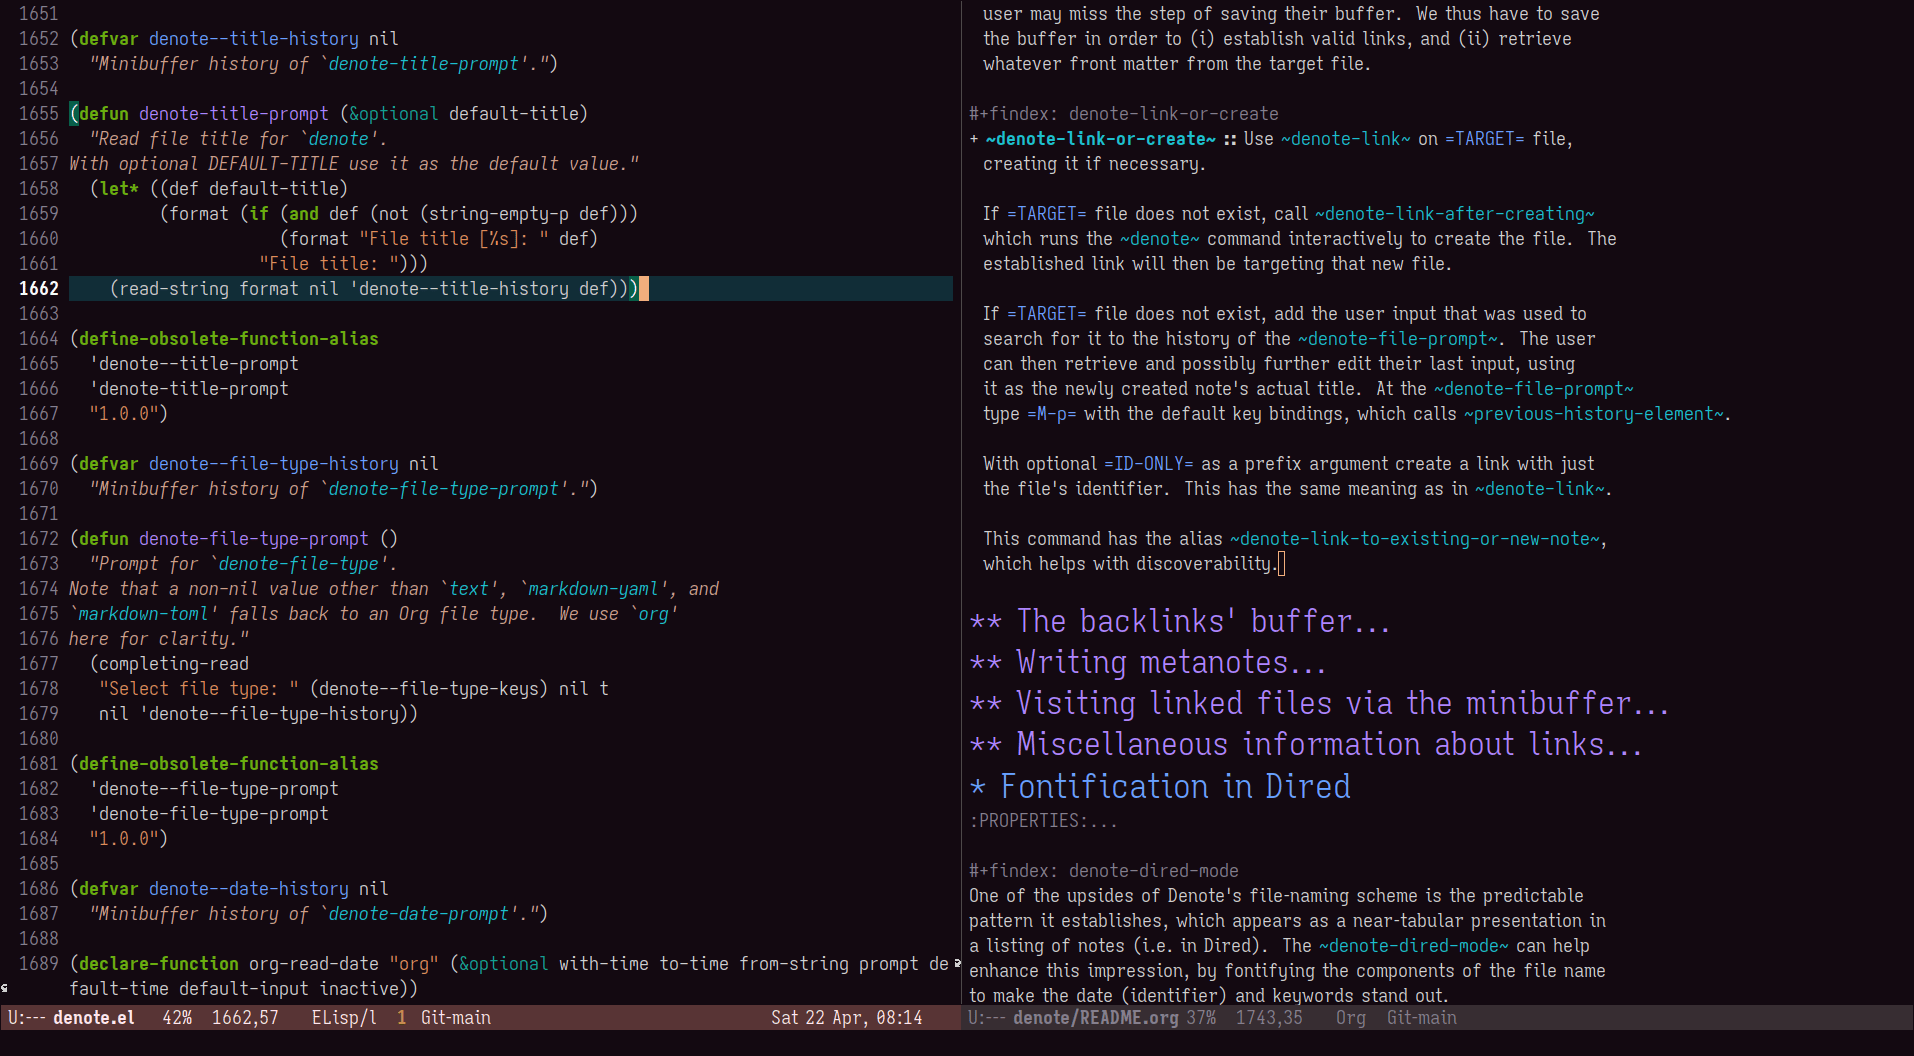 1651
1652 (defvar denote--title-history nil
1653   "Minibuffer history of `denote-title-prompt'.")
1654
1655 (defun denote-title-prompt (&optional default-title)
1656   "Read file title for `denote'.
1657 With optional DEFAULT-TITLE use it as the default value."
1658   (let* ((def default-title)
1659          (format (if (and def (not (string-empty-p def)))
1660                      (format "File title [%s]: " def)
1661                    "File title: ")))
1662     (read-string format nil 'denote--title-history def)))
1663
1664 (define-obsolete-function-alias
1665   'denote--title-prompt
1666   'denote-title-prompt
1667   "1.0.0")
1668
1669 (defvar denote--file-type-history nil
1670   "Minibuffer history of `denote-file-type-prompt'.")
1671
1672 (defun denote-file-type-prompt ()
1673   "Prompt for `denote-file-type'.
1674 Note that a non-nil value other than `text', `markdown-yaml', and
1675 `markdown-toml' falls back to an Org file type.  We use `org'
1676 here for clarity."
1677   (completing-read
1678    "Select file type: " (denote--file-type-keys) nil t
1679    nil 'denote--file-type-history))
1680
1681 (define-obsolete-function-alias
1682   'denote--file-type-prompt
1683   'denote-file-type-prompt
1684   "1.0.0")
1685
1686 (defvar denote--date-history nil
1687   "Minibuffer history of `denote-date-prompt'.")
1688
1689 (declare-function org-read-date "org" (&optional with-time to-time from-string prompt de
fault-time default-input inactive))
U:--- denote.el   42%  1662,57   ELisp/l  1  Git-main   Sat 22 Apr, 08:14
user may miss the step of saving their buffer.  We thus have to save
the buffer in order to (i) establish valid links, and (ii) retrieve
whatever front matter from the target file.

#+findex: denote-link-or-create
+ ~denote-link-or-create~ :: Use ~denote-link~ on =TARGET= file,
creating it if necessary.

If =TARGET= file does not exist, call ~denote-link-after-creating~
which runs the ~denote~ command interactively to create the file.  The
established link will then be targeting that new file.

If =TARGET= file does not exist, add the user input that was used to
search for it to the history of the ~denote-file-prompt~.  The user
can then retrieve and possibly further edit their last input, using
it as the newly created note's actual title.  At the ~denote-file-prompt~
type =M-p= with the default key bindings, which calls ~previous-history-element~.

With optional =ID-ONLY= as a prefix argument create a link with just
the file's identifier.  This has the same meaning as in ~denote-link~.

This command has the alias ~denote-link-to-existing-or-new-note~,
which helps with discoverability.

** The backlinks' buffer...
** Writing metanotes...
** Visiting linked files via the minibuffer...
** Miscellaneous information about links...
* Fontification in Dired
:PROPERTIES:...

#+findex: denote-dired-mode
One of the upsides of Denote's file-naming scheme is the predictable
pattern it establishes, which appears as a near-tabular presentation in
a listing of notes (i.e. in Dired).  The ~denote-dired-mode~ can help
enhance this impression, by fontifying the components of the file name
to make the date (identifier) and keywords stand out.
U:--- denote/README.org 37%  1743,35   Org  Git-main